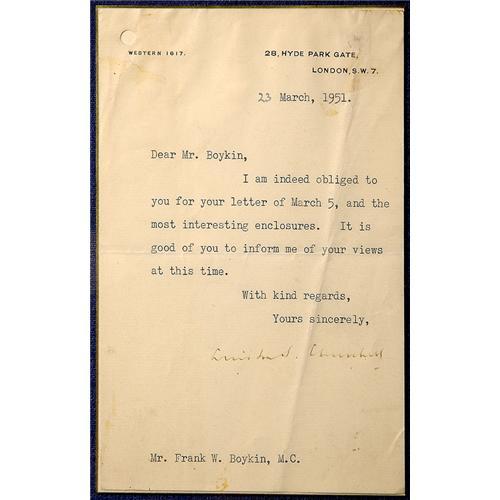 WESTERN 1617.
28, HYDE PARK GATE,
LONDON, S.W. 7.
23 March, 1951.
Dear Mr. Boykin,
I am indeed obliged to
you for your letter of March 5, and the
most interesting enclosures. It is
good of you to inform me of your views
at this time.
With kind regards,
Yours sincerely,
Winston S. Churchill
Mr. Frank W. Boykin, M.C.